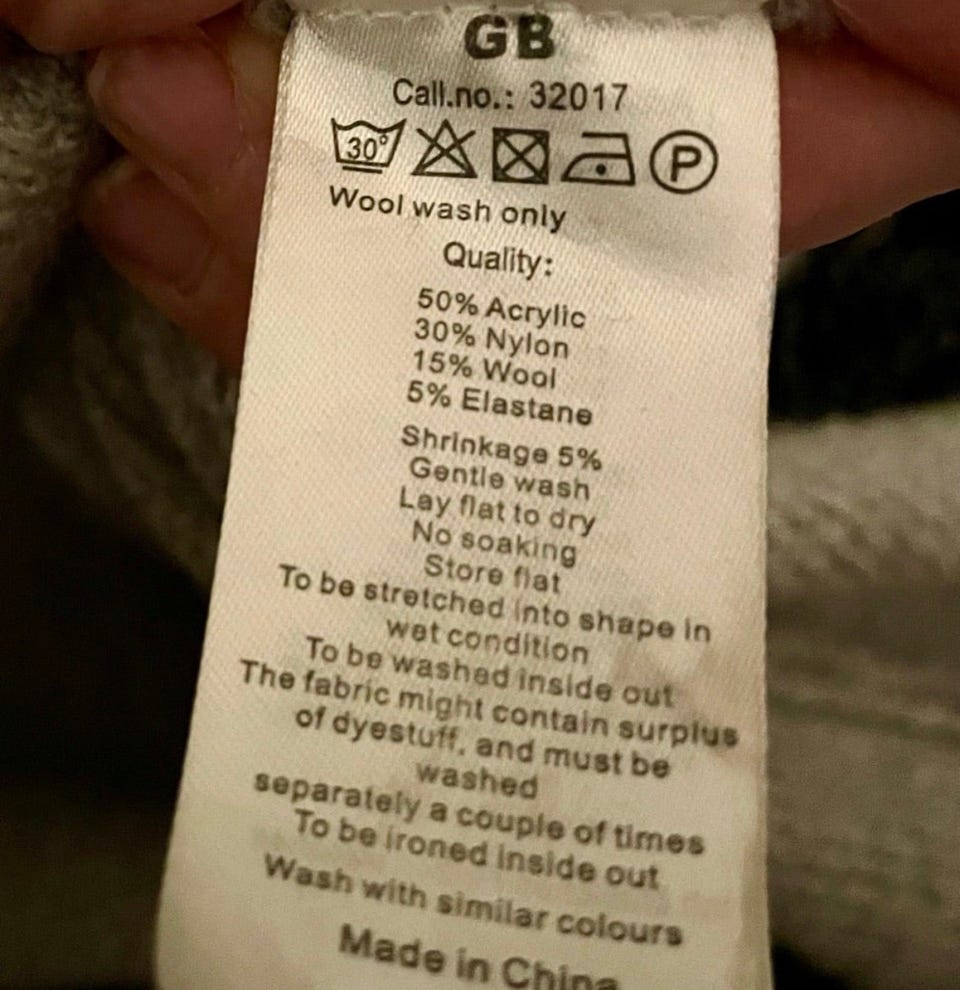 GB
Call.no.: 32017
30° P
Wool wash only
Quality:
50% Acrylic
30% Nylon
15% Wool
5% Elastane
Shrinkage 5%
Gentle wash
Lay flat to dry
No soaking
Store flat
To be stretched into shape in
wet condition
To be washed inside out
The fabric might contain surplus
of dyestuff, and must be
washed
separately a couple of times
To be ironed inside out
Wash with similar colours
Made in China